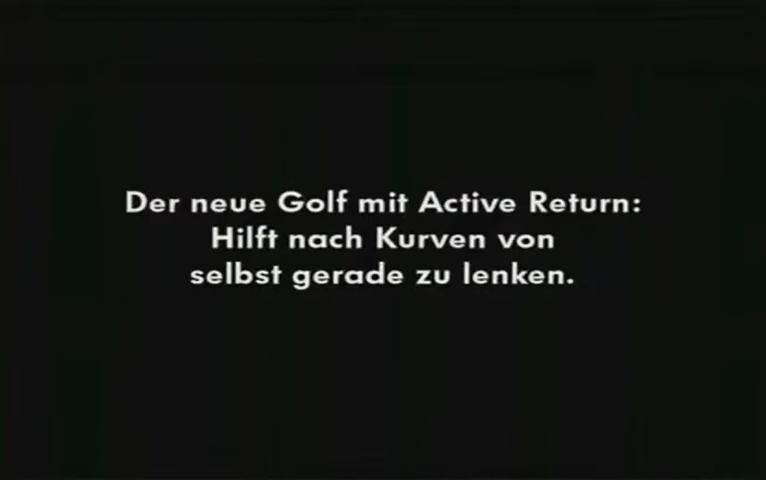 Der neue Golf mit Active Return:
Hilft nach Kurven von
selbst gerade zu lenken.